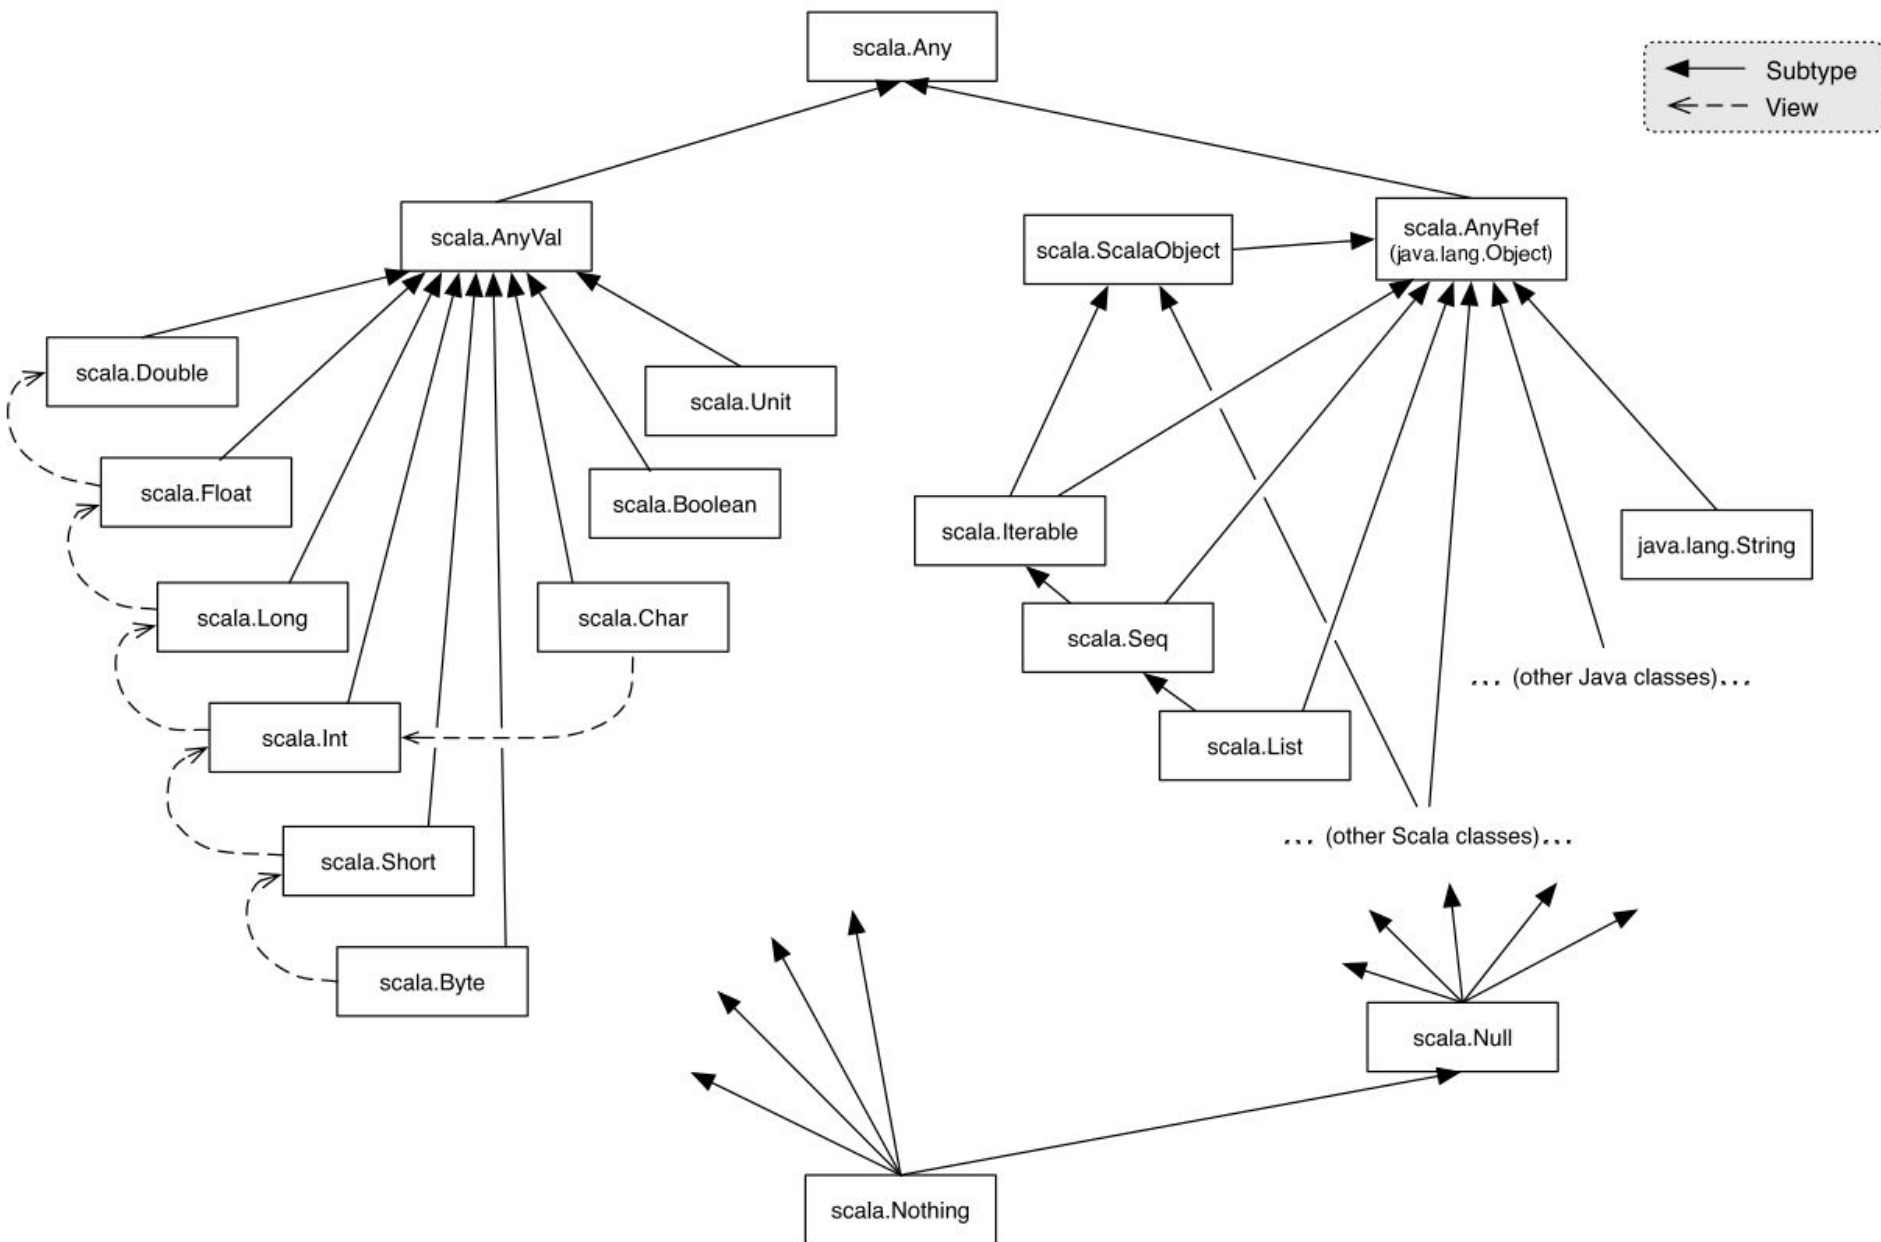 scala.Any
Subtype
View
scala.AnyVal
scala.ScalaObject
scala.AnyRef
(java.lang.Object)
scala.Double
scala.Unit
scala.Float
scala.Boolean
scala.Iterable
java.lang.String
scala.Long
scala.Char
scala.Seq
... (other Java classes)...
scala.Int
scala.List
... (other Scala classes)...
scala.Short
scala.Byte
scala.Null
scala.Nothing